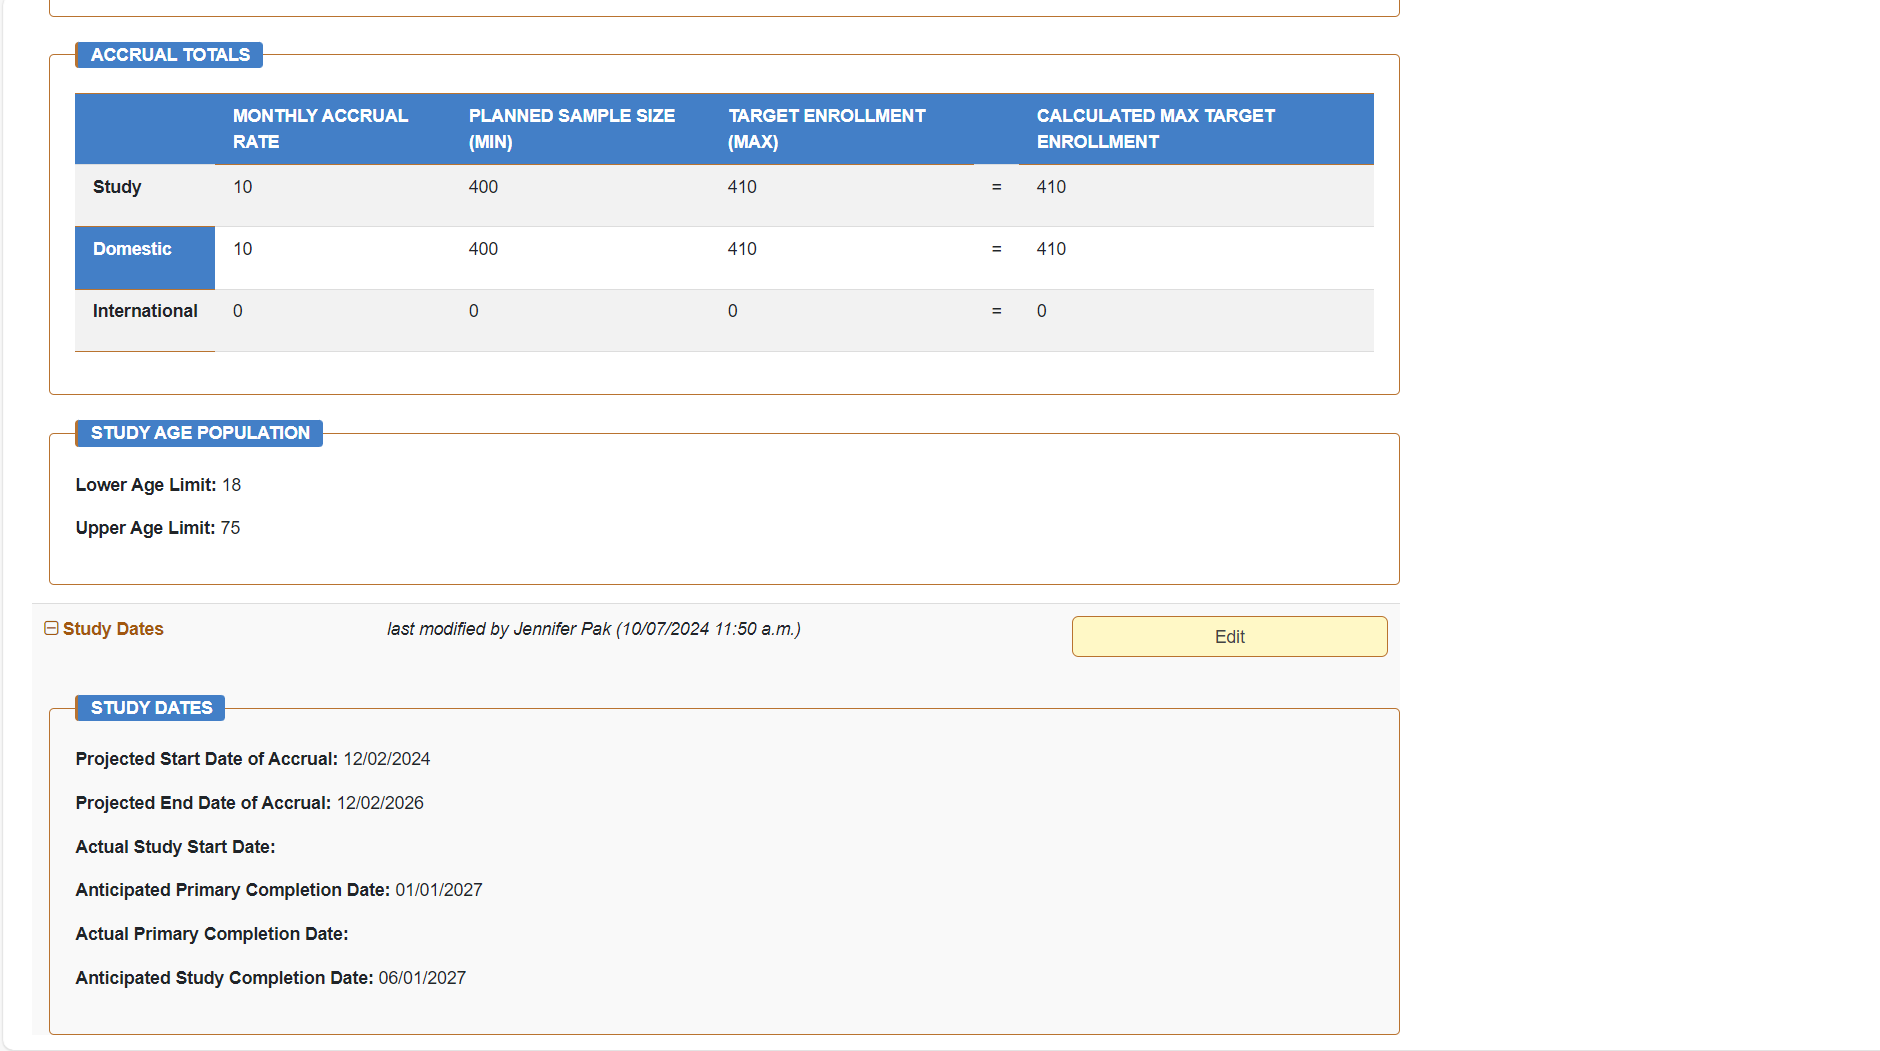 ACCRUAL TOTALS
MONTHLY ACCRUAL RATE PLANNED SAMPLE SIZE (MIN) TARGET ENROLLMENT (MAX) CALCULATED MAX TARGET ENROLLMENT
Study 10 400 410 = 410
Domestic 10 400 410 = 410
International 0 0 0 = 0
STUDY AGE POPULATION
Lower Age Limit: 18
Upper Age Limit: 75
Study Dates last modified by Jennifer Pak (10/07/2024 11:50 a.m.) Edit
STUDY DATES
Projected Start Date of Accrual: 12/02/2024
Projected End Date of Accrual: 12/02/2026
Actual Study Start Date:
Anticipated Primary Completion Date: 01/01/2027
Actual Primary Completion Date:
Anticipated Study Completion Date: 06/01/2027